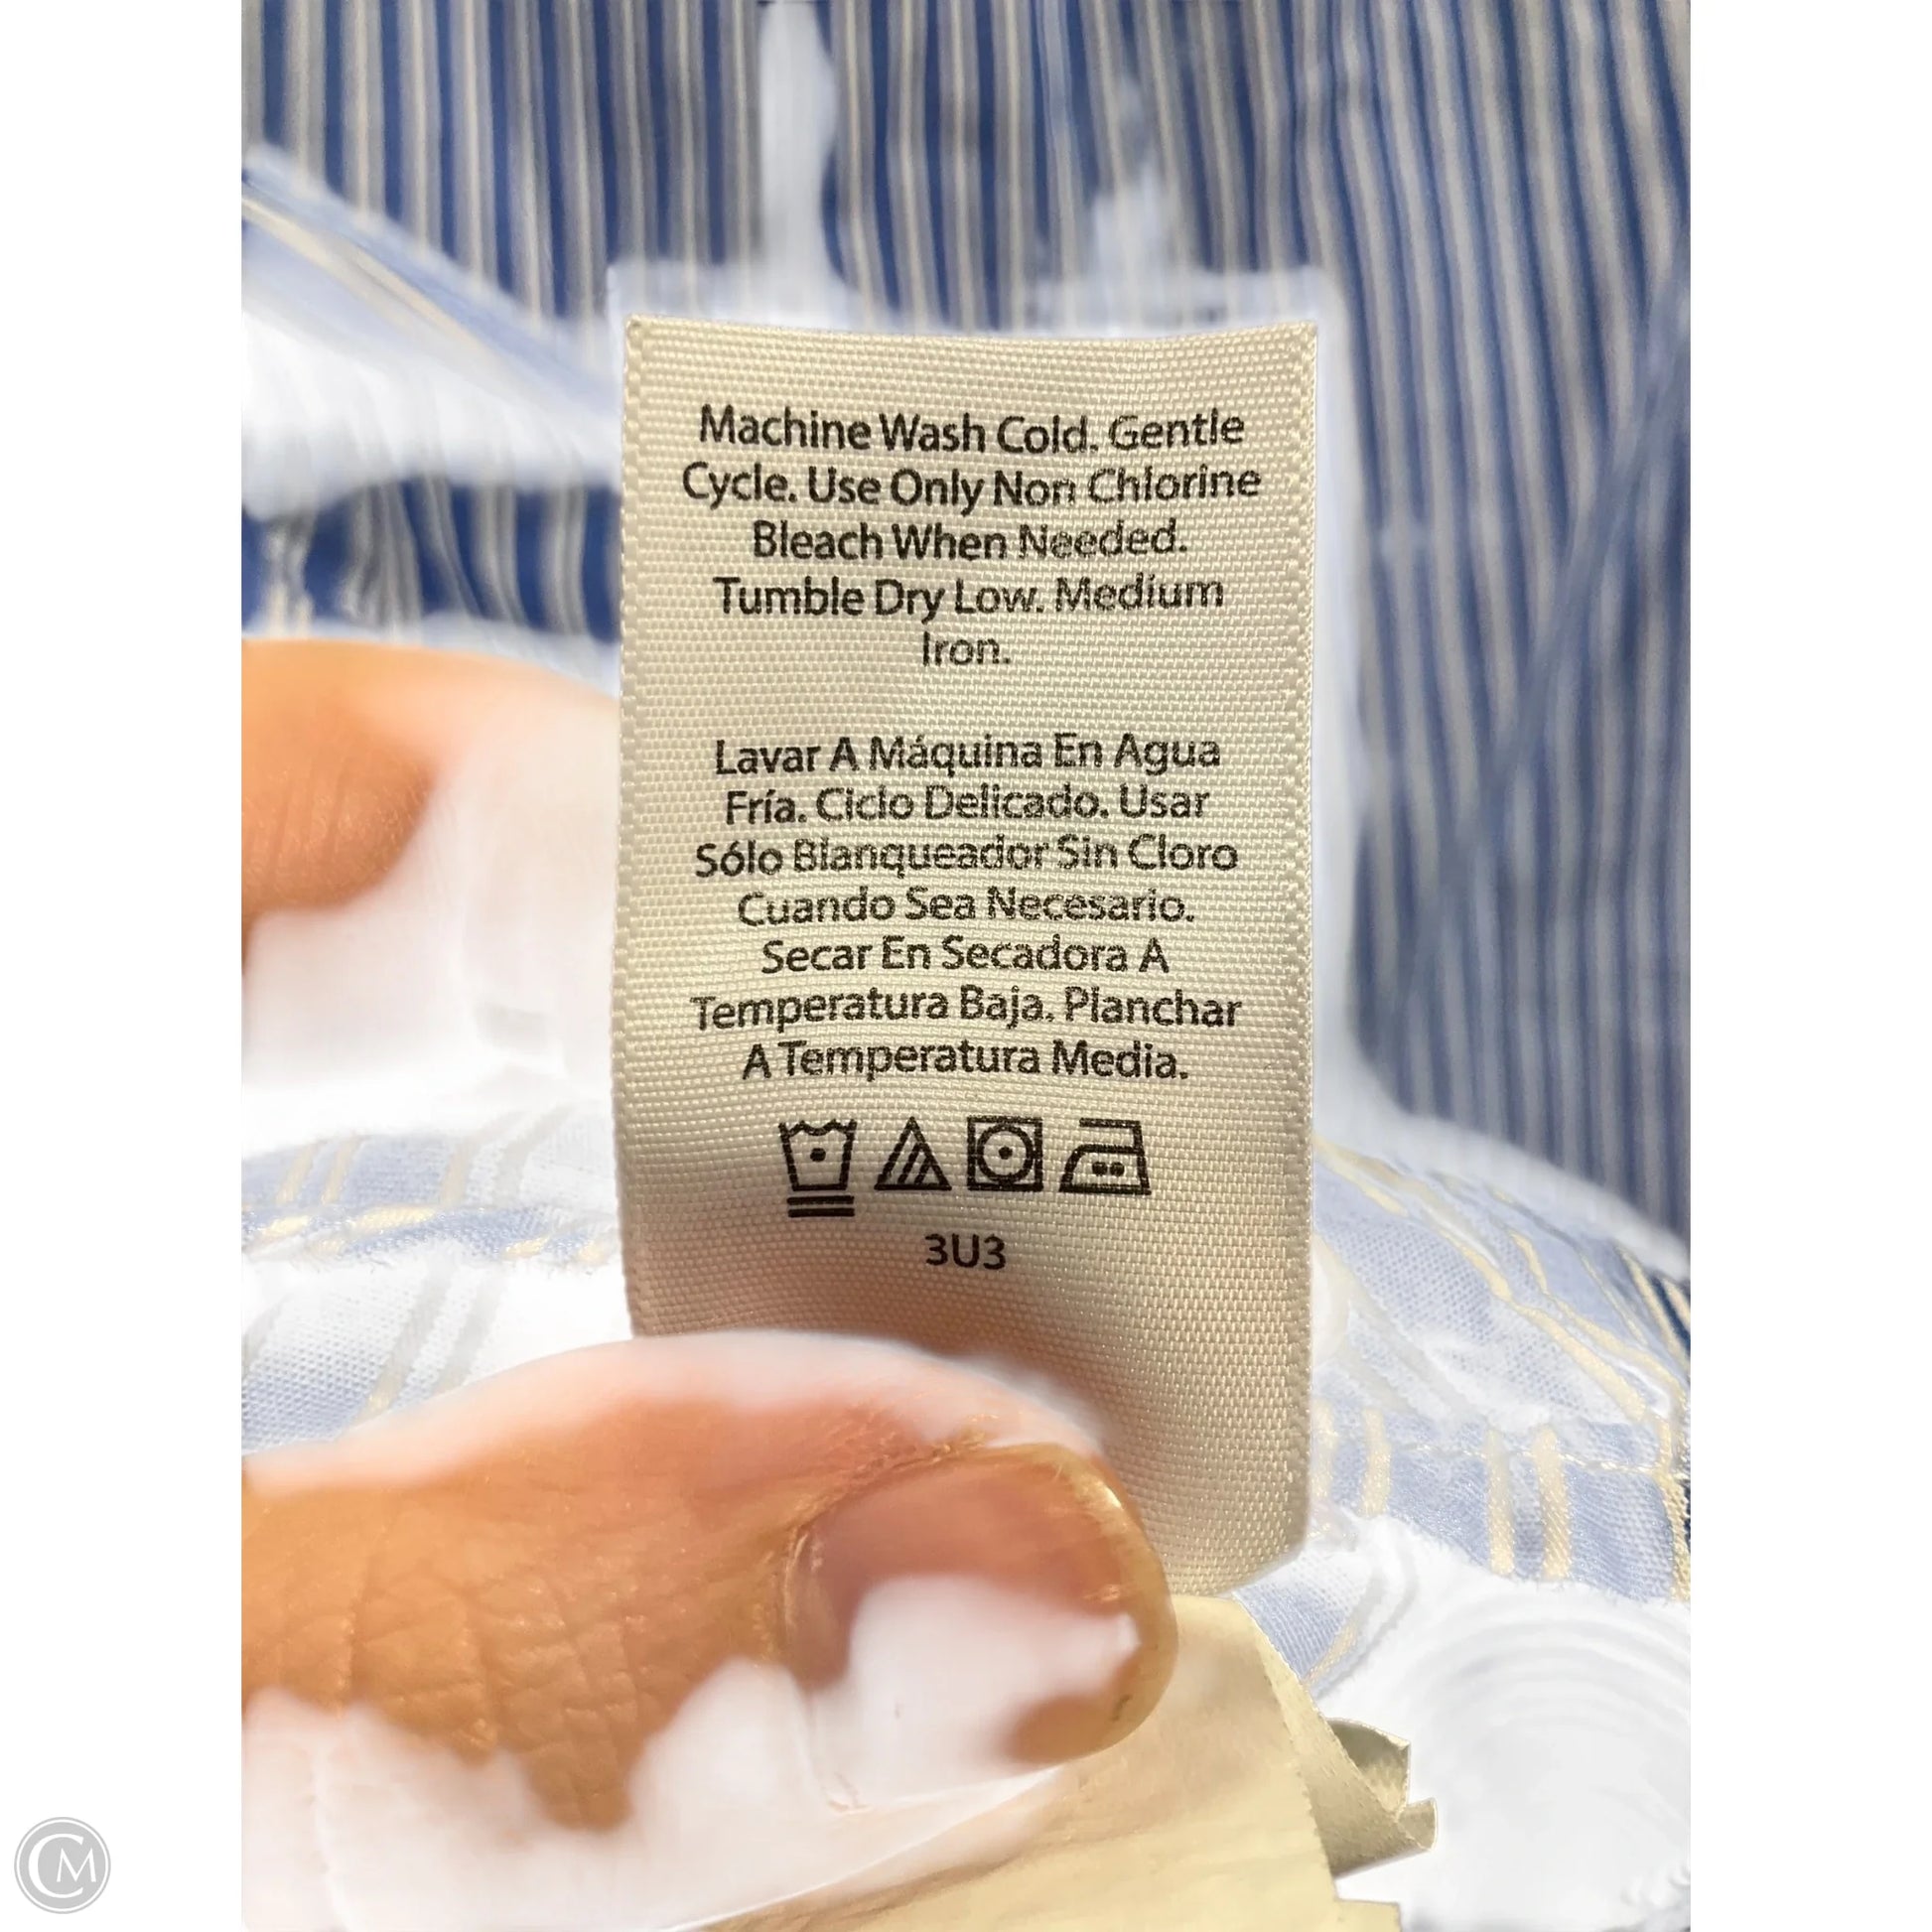 Machine Wash Cold. Gentle
Cycle. Use Only Non Chlorine
Bleach When Needed.
Tumble Dry Low. Medium
Iron.
Lavar A Máquina En Agua
Fría. Ciclo Delicado. Usar
Sólo Blanqueador Sin Cloro
Cuando Sea Necesario.
Secar En Secadora A
Temperatura Baja. Planchar
A Temperatura Media.
3U3
CM